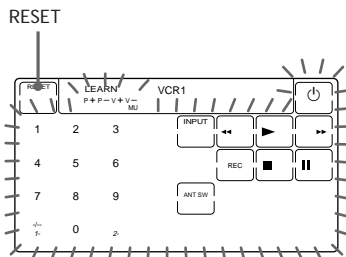 RESET
RESET LEARN VCR1
P + P – V + V –
MU
1 2 3 INPUT
4 5 6 REC
7 8 9 ANT SW
-/--
1- 0 2-